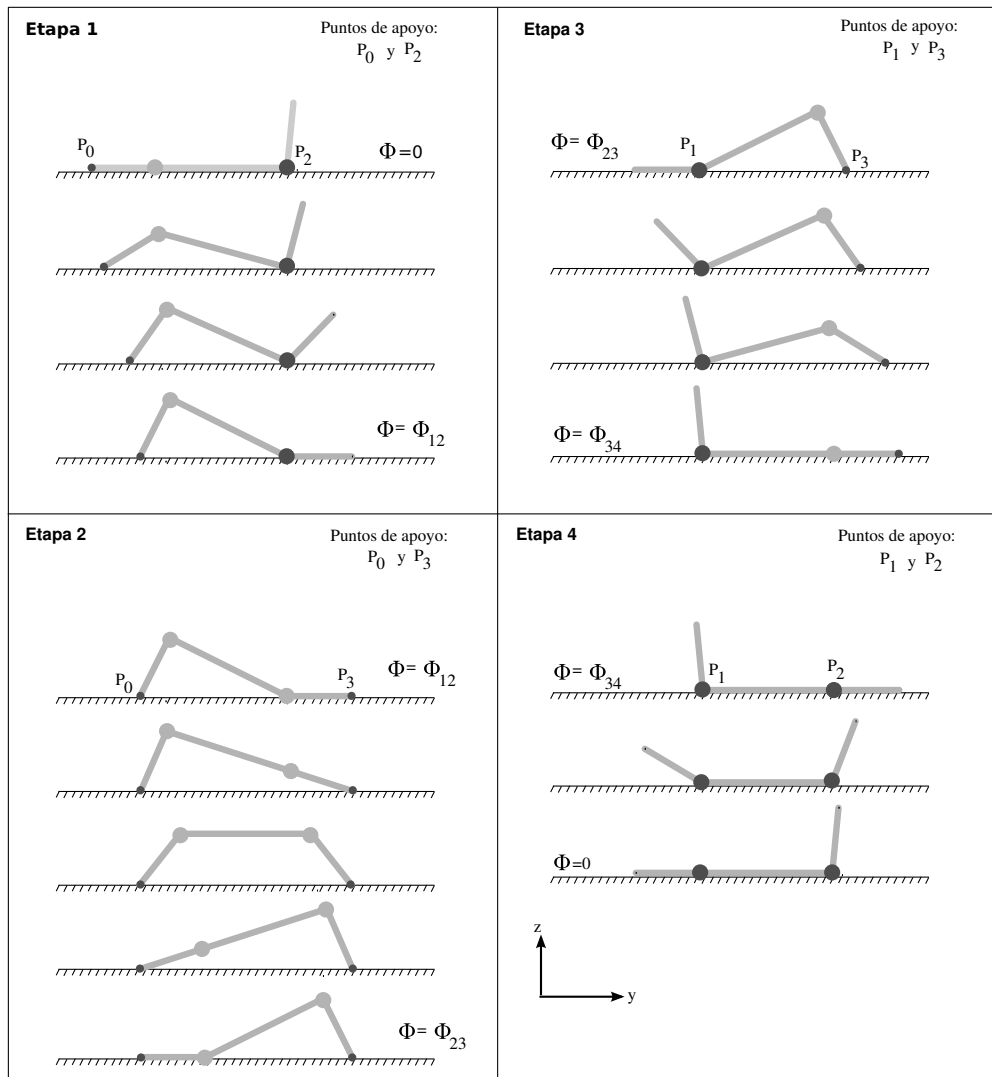 Etapa 1
Puntos de apoyo:
P0 y P2
P0
P2
Φ=0
Φ= Φ12
Etapa 3
Puntos de apoyo:
P1 y P3
Φ= Φ23
P1
P3
Φ= Φ34
Etapa 2
Puntos de apoyo:
P0 y P3
P0
P3
Φ= Φ12
Φ= Φ23
Etapa 4
Puntos de apoyo:
P1 y P2
Φ= Φ34
P1
P2
Φ=0
z
y